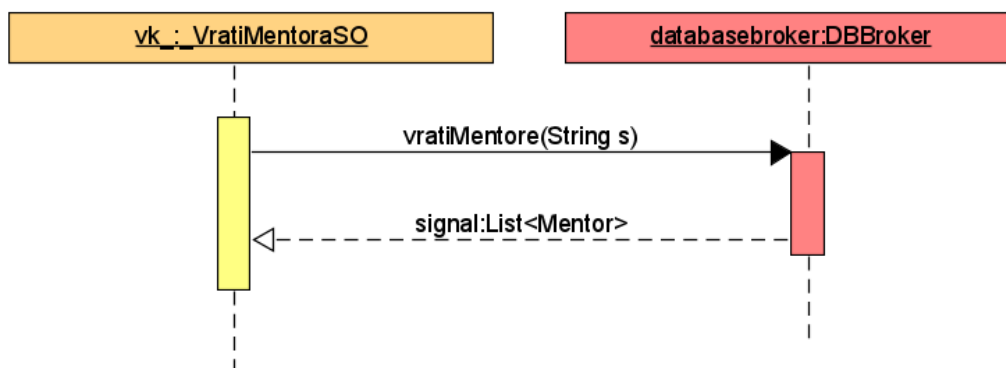 vk_:_VratiMentoraSO
databasebroker:DBBroker
vratiMentore(String s)
signal:List<Mentor>